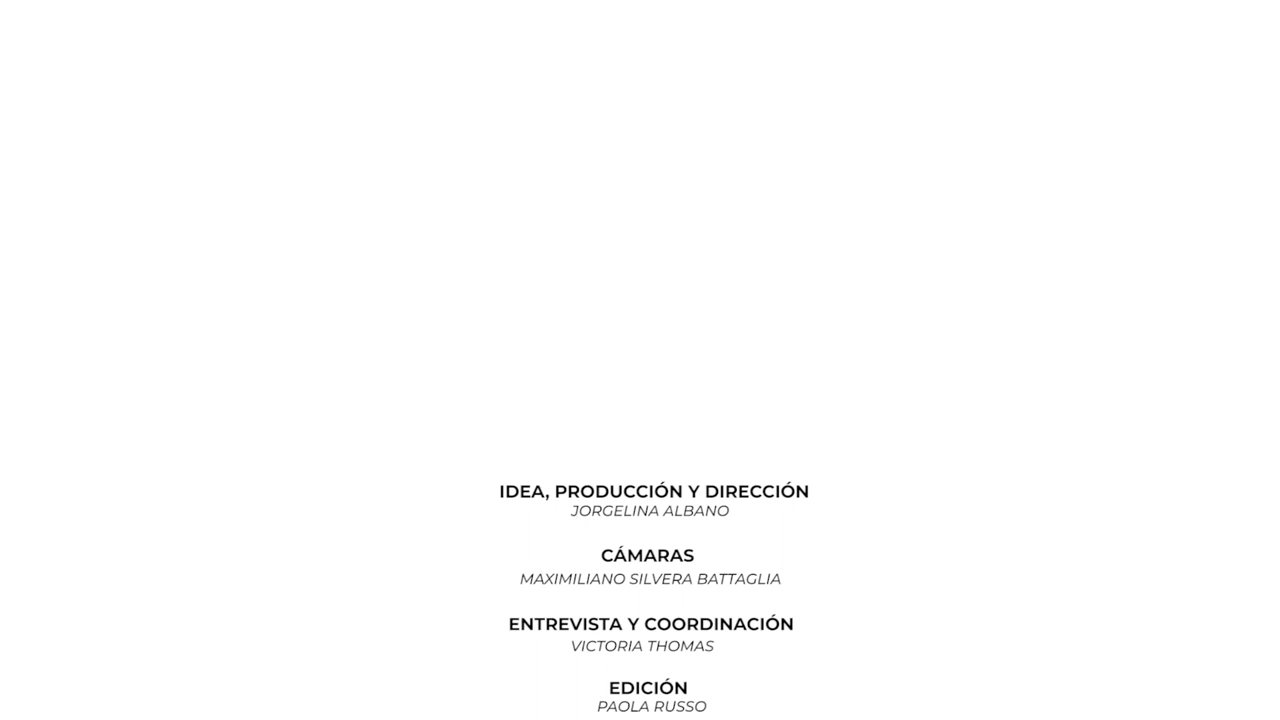 IDEA, PRODUCCIÓN Y DIRECCIÓN
JORGELINA ALBANO
CÁMARAS
MAXIMILIANO SILVERA BATTAGLIA
ENTREVISTA Y COORDINACIÓN
VICTORIA THOMAS
EDICIÓN
PAOLA RUSSO